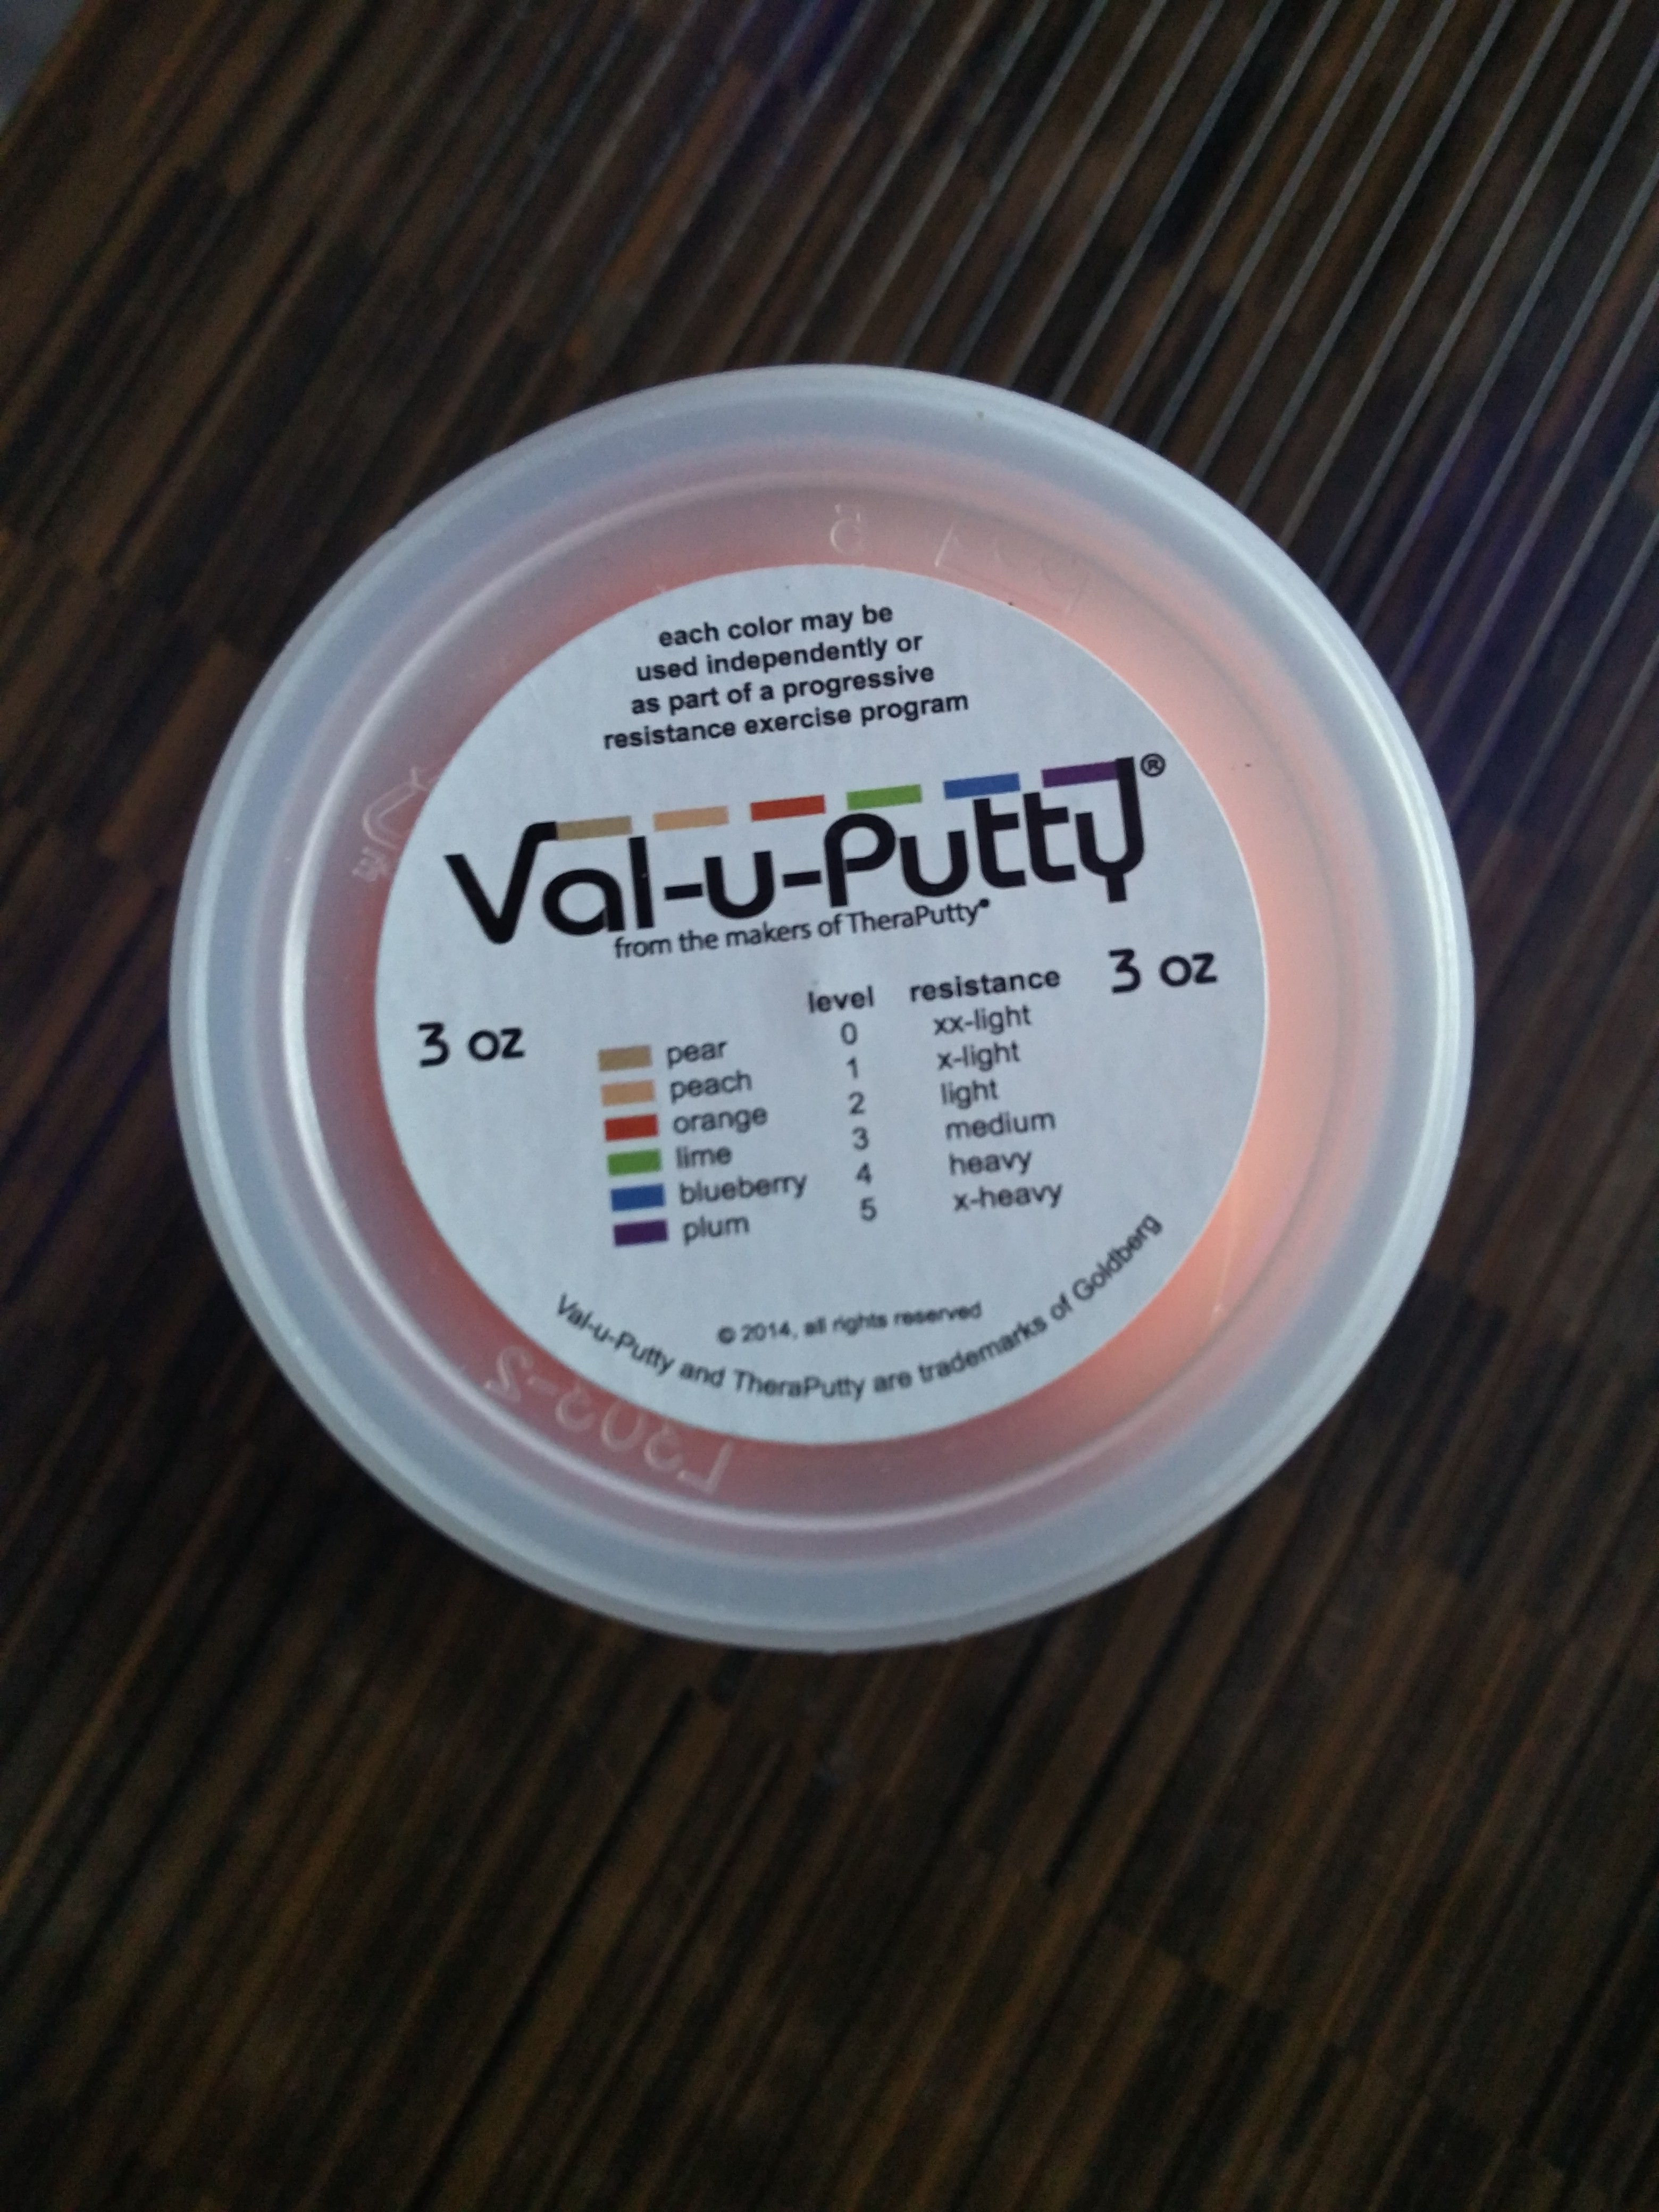 each color may be
used independently or
as part of a progressive
resistance exercise program
Val-u-Putty®
from the makers of TheraPutty®
3 oz
3 oz
level resistance
pear 0 xx-light
peach 1 x-light
orange 2 light
lime 3 medium
blueberry 4 heavy
plum 5 x-heavy
© 2014, all rights reserved
Val-u-Putty and TheraPutty are trademarks of Goldberg
L303-2